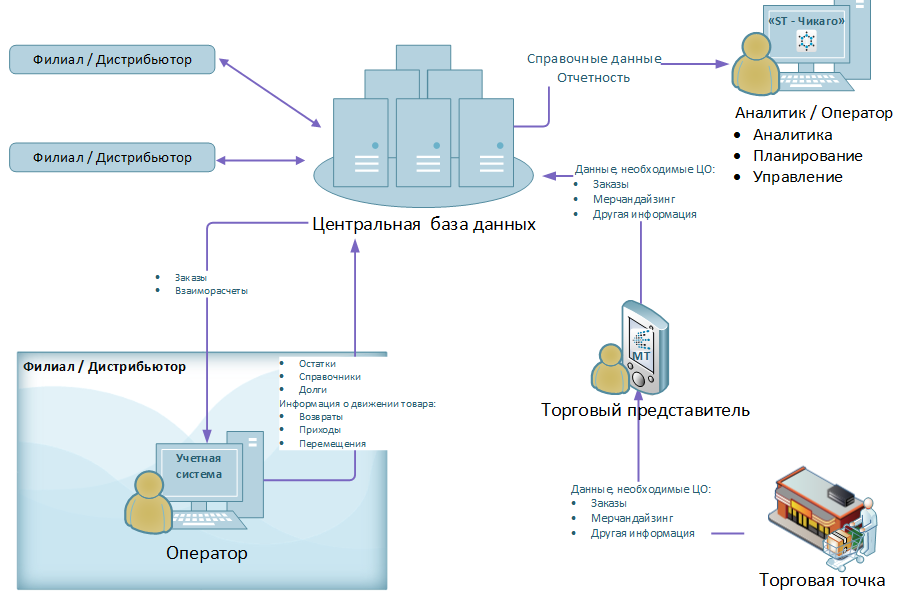 «ST - Чикаго»
Филиал / Дистрибьютор
Справочные данные
Отчетность
Аналитик / Оператор
• Аналитика
• Планирование
• Управление
Филиал / Дистрибьютор
Данные, необходимые ЦО:
• Заказы
• Мерчандайзинг
• Другая информация
Центральная база данных
• Заказы
• Взаиморасчеты
МТ
Торговый представитель
Филиал / Дистрибьютор
• Остатки
• Справочники
• Долги
Информация о движении товара:
• Возвраты
• Приходы
• Перемещения
Учетная
система
Оператор
Данные, необходимые ЦО:
• Заказы
• Мерчандайзинг
• Другая информация
Торговая точка